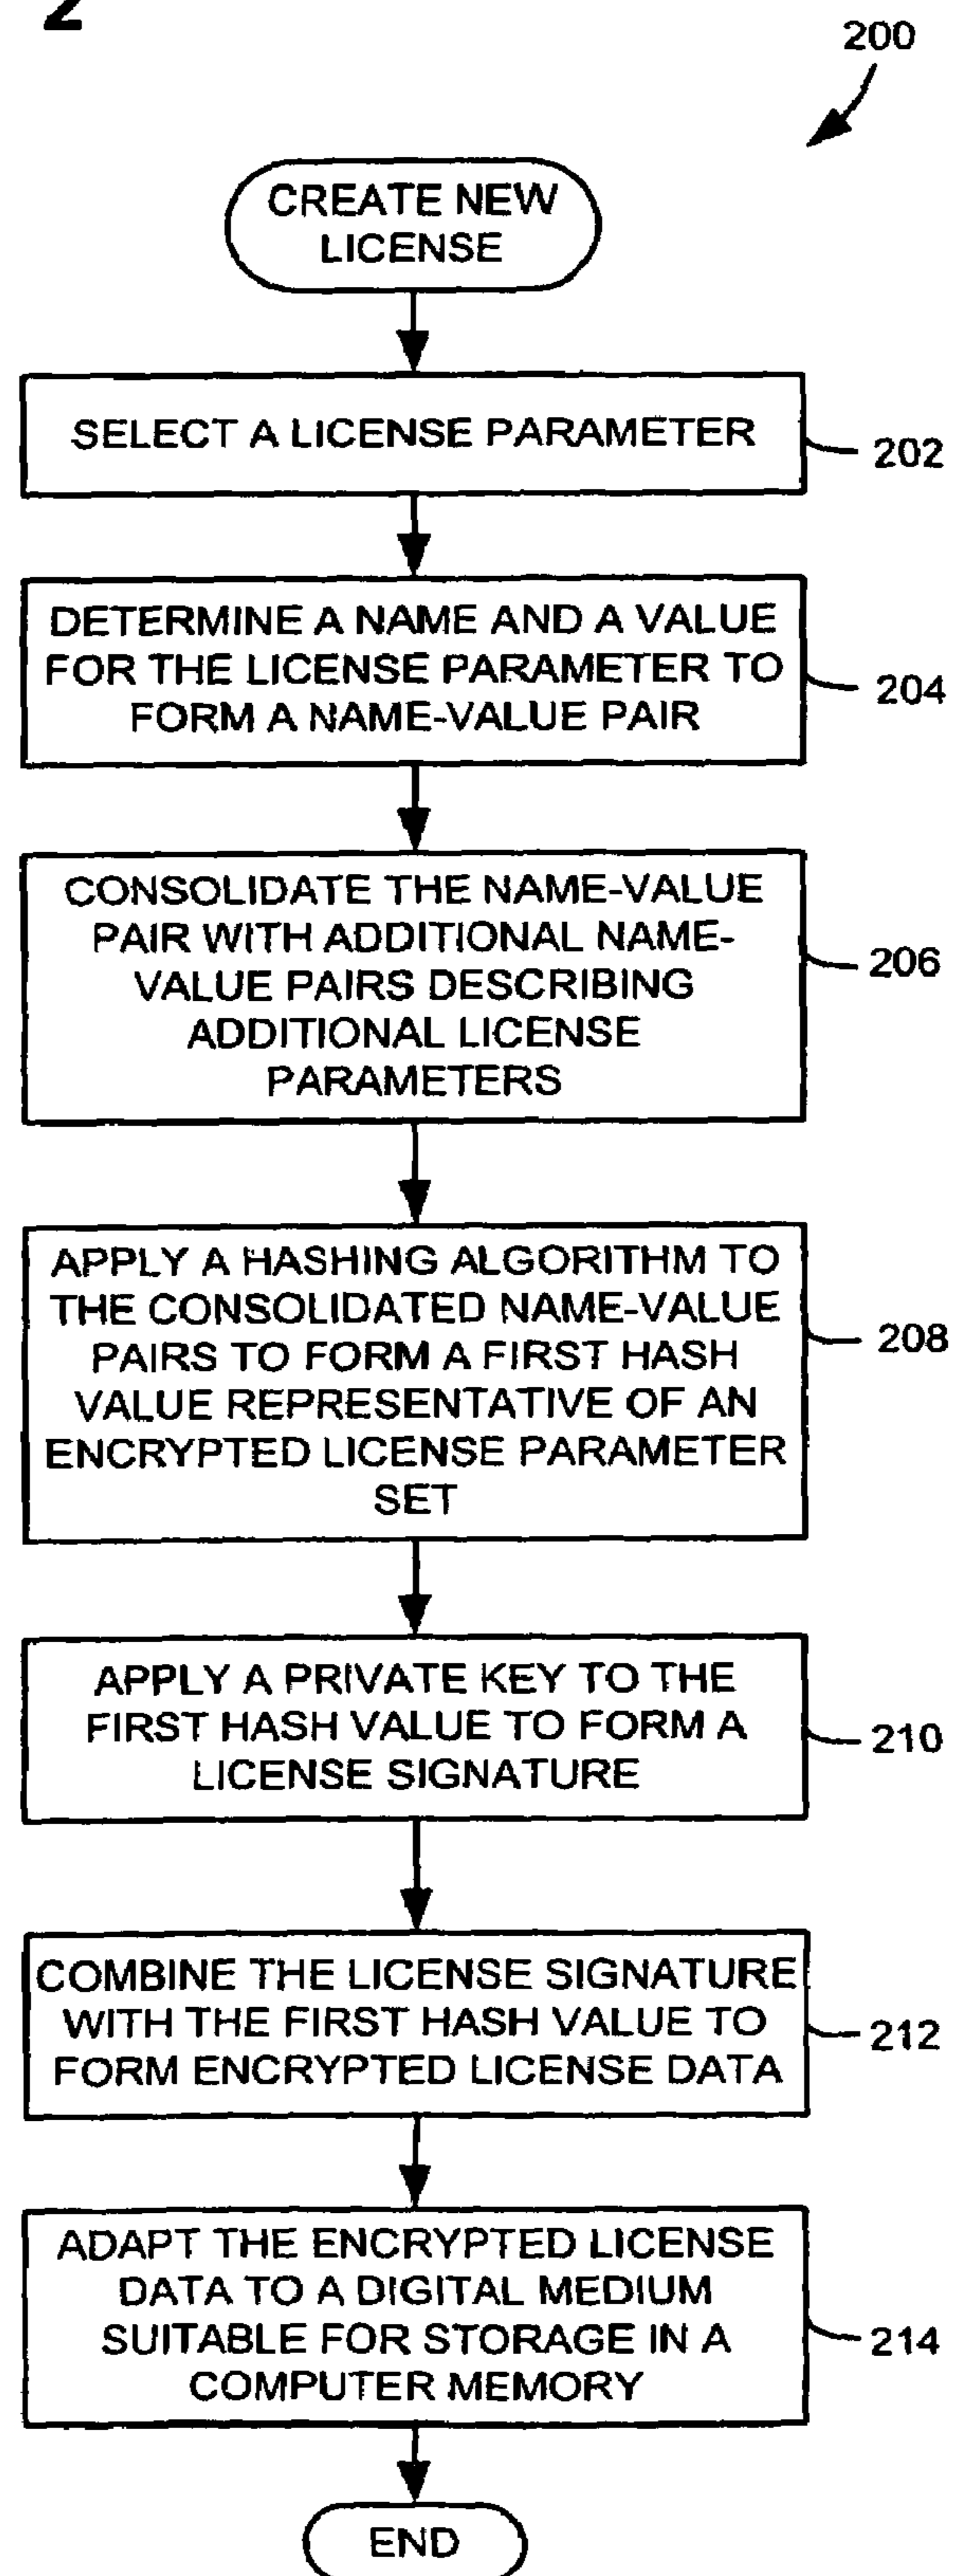 2
200
CREATE NEW
LICENSE
SELECT A LICENSE PARAMETER
202
DETERMINE A NAME AND A VALUE
FOR THE LICENSE PARAMETER TO
FORM A NAME-VALUE PAIR
204
CONSOLIDATE THE NAME-VALUE
PAIR WITH ADDITIONAL NAME-
VALUE PAIRS DESCRIBING
ADDITIONAL LICENSE
PARAMETERS
206
APPLY A HASHING ALGORITHM TO
THE CONSOLIDATED NAME-VALUE
PAIRS TO FORM A FIRST HASH
VALUE REPRESENTATIVE OF AN
ENCRYPTED LICENSE PARAMETER
SET
208
APPLY A PRIVATE KEY TO THE
FIRST HASH VALUE TO FORM A
LICENSE SIGNATURE
210
COMBINE THE LICENSE SIGNATURE
WITH THE FIRST HASH VALUE TO
FORM ENCRYPTED LICENSE DATA
212
ADAPT THE ENCRYPTED LICENSE
DATA TO A DIGITAL MEDIUM
SUITABLE FOR STORAGE IN A
COMPUTER MEMORY
214
END